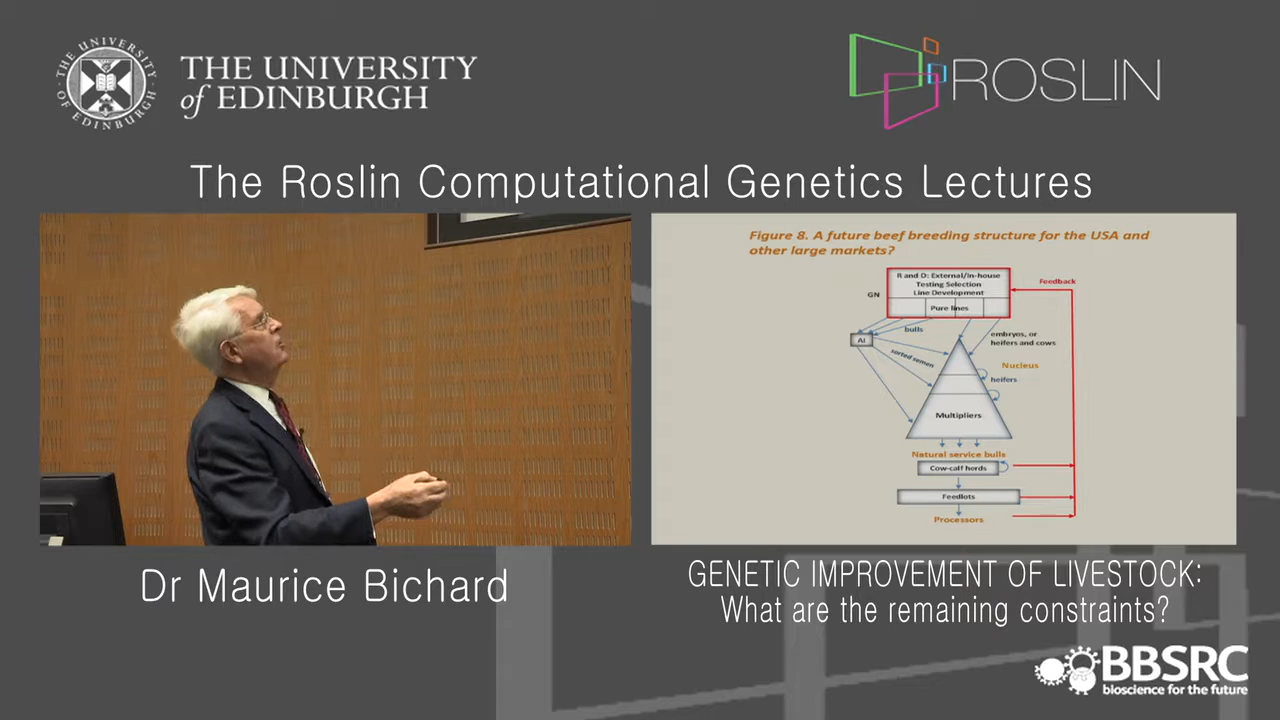 THE UNIVERSITY
of EDINBURGH
THE UNIVERSITY
OF EDINBURGH
ROSLIN
The Roslin Computational Genetics Lectures
Figure 8. A future beef breeding structure for the USA and
other large markets?
R and D: External/In-house
Testing Selection
Line Development
GN
Pure lines
Feedback
bulls
AI
embryos, or
heifers and cows
sorted semen
Nucleus
heifers
Multipliers
Natural service bulls
Cow-calf herds
Feedlots
Processors
Dr Maurice Bichard
GENETIC IMPROVEMENT OF LIVESTOCK:
What are the remaining constraints?
BBSRC
bioscience for the future